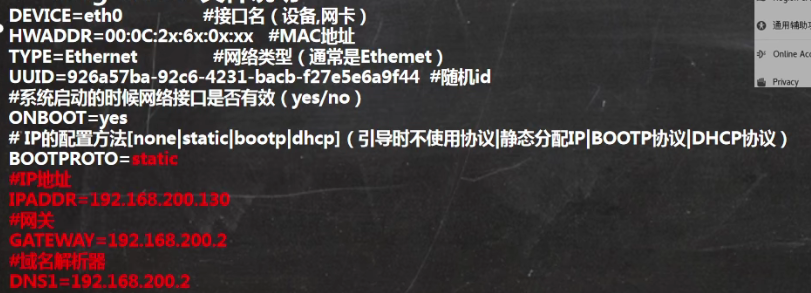 DEVICE=eth0 #接口名（设备,网卡）
HWADDR=00:0C:2x:6x:0x:xx #MAC地址
TYPE=Ethernet #网络类型（通常是Ethemet）
UUID=926a57ba-92c6-4231-bacb-f27e5e6a9f44 #随机id
#系统启动的时候网络接口是否有效（yes/no）
ONBOOT=yes
# IP的配置方法[none|static|bootp|dhcp]（引导时不使用协议|静态分配IP|BOOTP协议|DHCP协议）
BOOTPROTO=static
#IP地址
IPADDR=192.168.200.130
#网关
GATEWAY=192.168.200.2
#域名解析器
DNS1=192.168.200.2
通用辅助功
Online Acc
Privacy